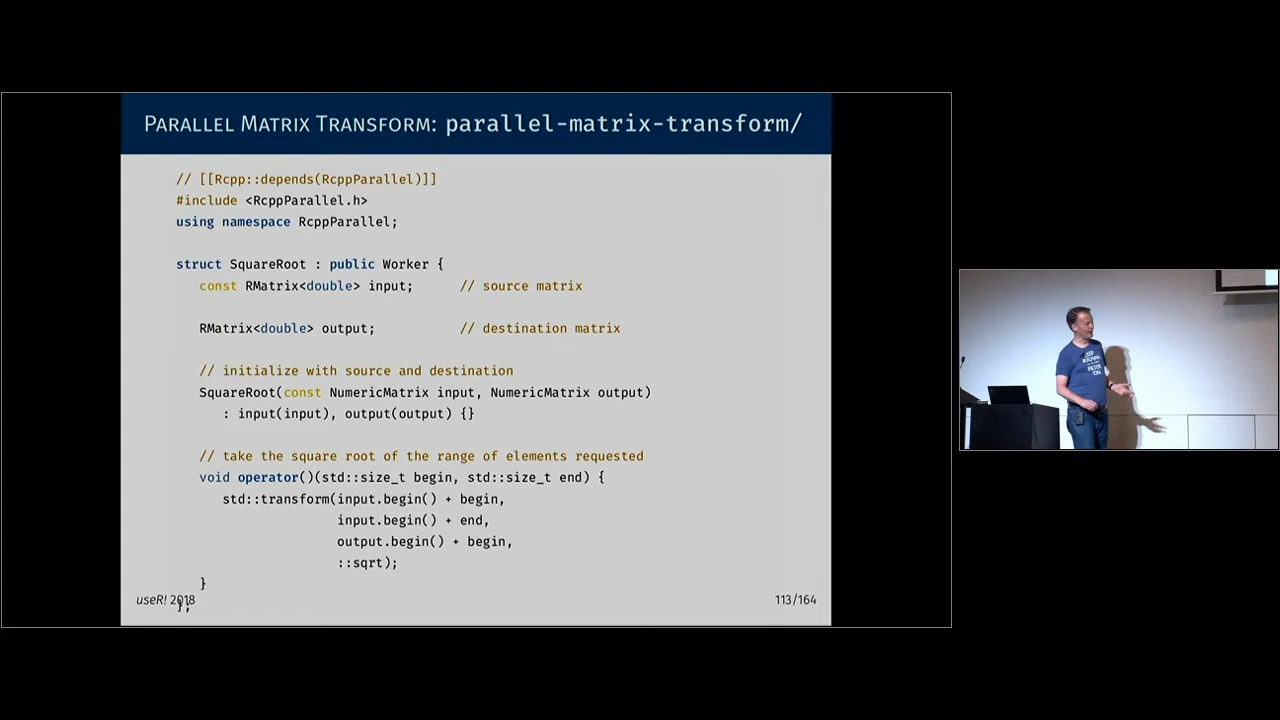 PARALLEL MATRIX TRANSFORM: parallel-matrix-transform/
// [[Rcpp::depends(RcppParallel)]]
#include <RcppParallel.h>
using namespace RcppParallel;
struct SquareRoot : public Worker {
const RMatrix<double> input; // source matrix
RMatrix<double> output; // destination matrix
// initialize with source and destination
SquareRoot(const NumericMatrix input, NumericMatrix output)
: input(input), output(output) {}
// take the square root of the range of elements requested
void operator()(std::size_t begin, std::size_t end) {
std::transform(input.begin() + begin,
input.begin() + end,
output.begin() + begin,
::sqrt);
}
};
useR! 2018
113/164
FILTER
ON